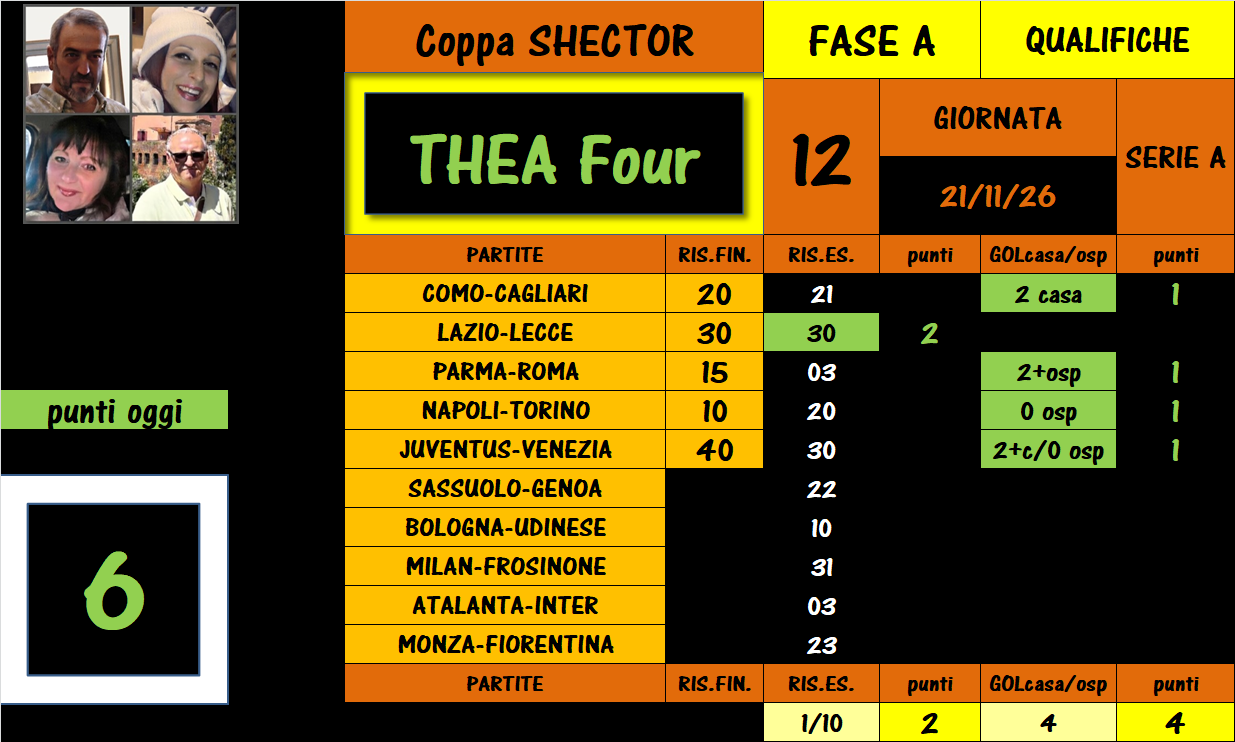 Coppa SHECTOR FASE A QUALIFICHE
THEA Four 12 GIORNATA SERIE A
21/11/26
PARTITE RIS.FIN. RIS.ES. punti GOLcasa/osp punti
COMO-CAGLIARI 20 21 2 casa 1
LAZIO-LECCE 30 30 2
PARMA-ROMA 15 03 2+osp 1
punti oggi
NAPOLI-TORINO 10 20 0 osp 1
JUVENTUS-VENEZIA 40 30 2+c/0 osp 1
SASSUOLO-GENOA 22
BOLOGNA-UDINESE 10
6
MILAN-FROSINONE 31
ATALANTA-INTER 03
MONZA-FIORENTINA 23
PARTITE RIS.FIN. RIS.ES. punti GOLcasa/osp punti
1/10 2 4 4